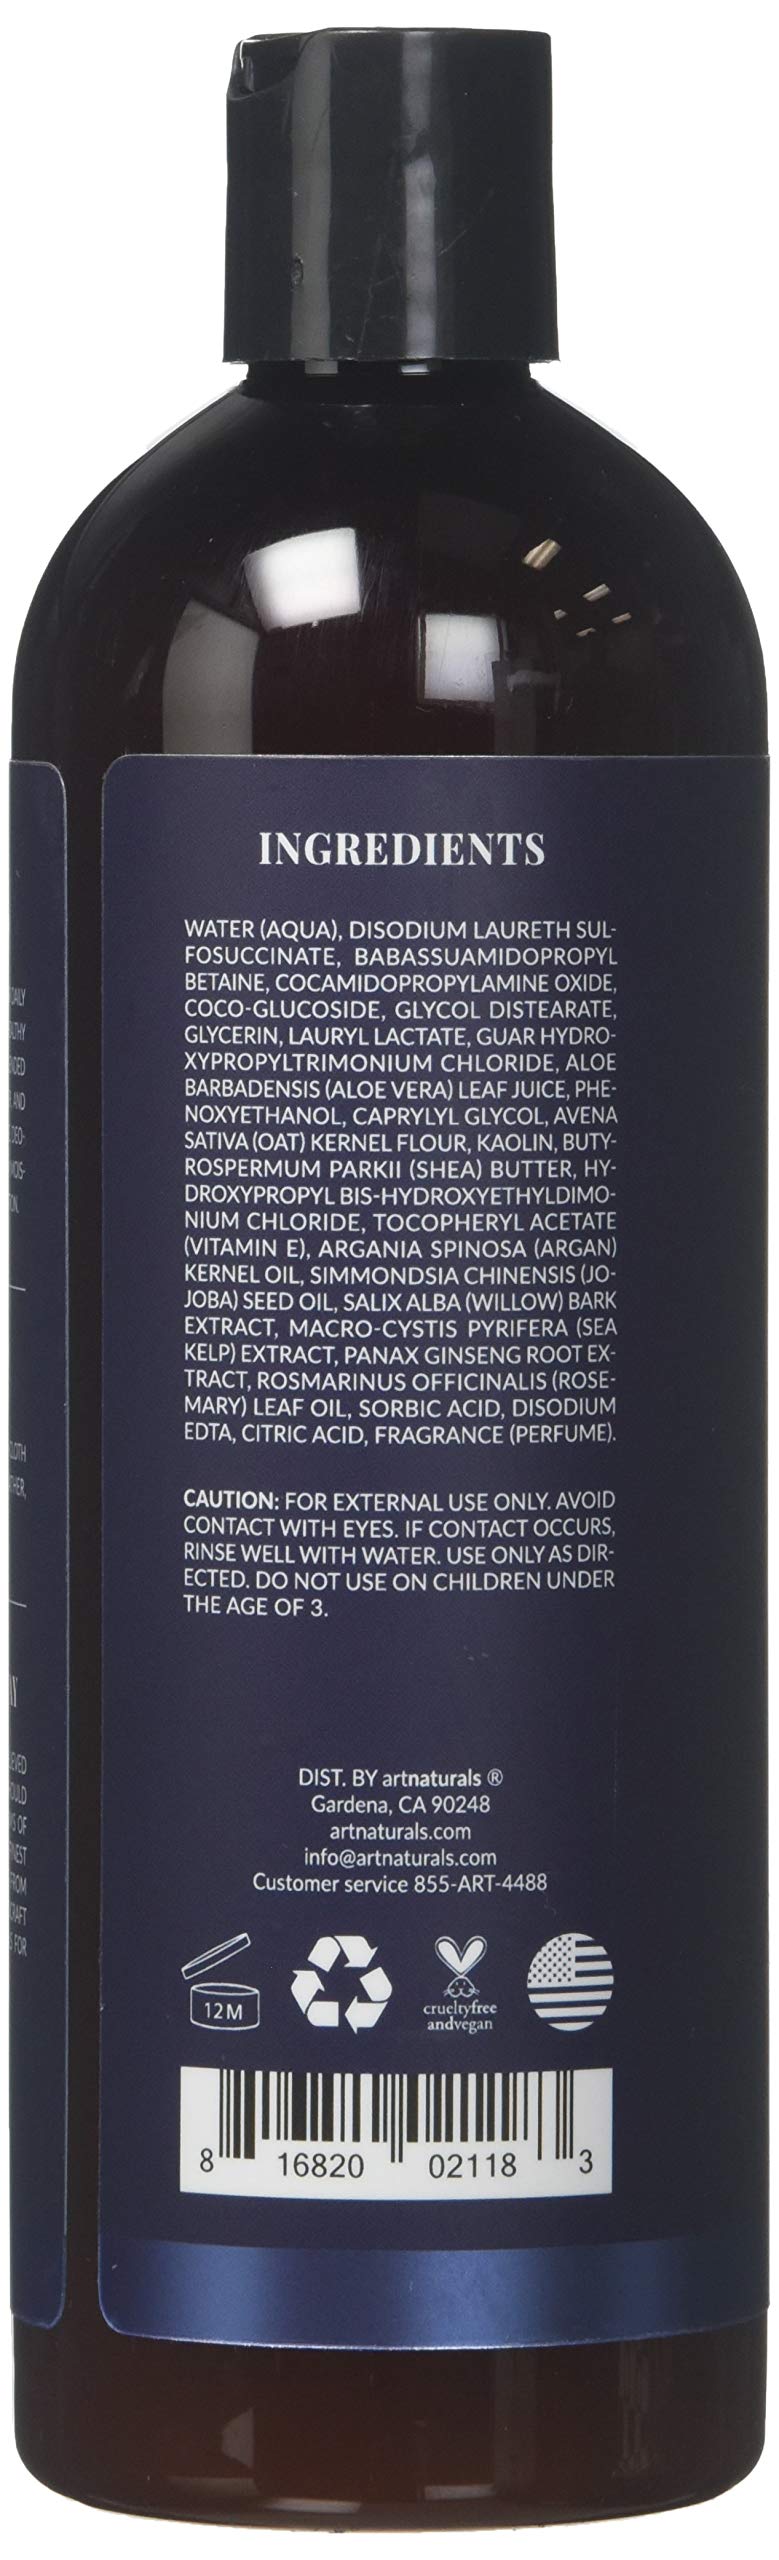 INGREDIENTS
WATER (AQUA), DISODIUM LAURETH SUL-
FOSUCCINATE, BABASSUAMIDOPROPYL
BETAINE, COCAMIDOPROPYLAMINE OXIDE,
COCO-GLUCOSIDE, GLYCOL DISTEARATE,
GLYCERIN, LAURYL LACTATE, GUAR HYDRO-
XYPROPYLTRIMONIUM CHLORIDE, ALOE
BARBADENSIS (ALOE VERA) LEAF JUICE, PHE-
NOXYETHANOL, CAPRYLYL GLYCOL, AVENA
SATIVA (OAT) KERNEL FLOUR, KAOLIN, BUTY-
ROSPERMUM PARKII (SHEA) BUTTER, HY-
DROXYPROPYL BIS-HYDROXYETHYLDIMO-
NIUM CHLORIDE, TOCOPHERYL ACETATE
(VITAMIN E), ARGANIA SPINOSA (ARGAN)
KERNEL OIL, SIMMONDSIA CHINENSIS (JO-
JOBA) SEED OIL, SALIX ALBA (WILLOW) BARK
EXTRACT, MACRO-CYSTIS PYRIFERA (SEA
KELP) EXTRACT, PANAX GINSENG ROOT EX-
TRACT, ROSMARINUS OFFICINALIS (ROSE-
MARY) LEAF OIL, SORBIC ACID, DISODIUM
EDTA, CITRIC ACID, FRAGRANCE (PERFUME).
CAUTION: FOR EXTERNAL USE ONLY. AVOID
CONTACT WITH EYES. IF CONTACT OCCURS,
RINSE WELL WITH WATER. USE ONLY AS DIR-
ECTED. DO NOT USE ON CHILDREN UNDER
THE AGE OF 3.
DIST. BY artnaturals ®
Gardena, CA 90248
artnaturals.com
info@artnaturals.com
Customer service 855-ART-4488
12M
crueltyfree
andvegan
8 16820 02118 3
DAILY
AND
CLOTH
FROM
FOR